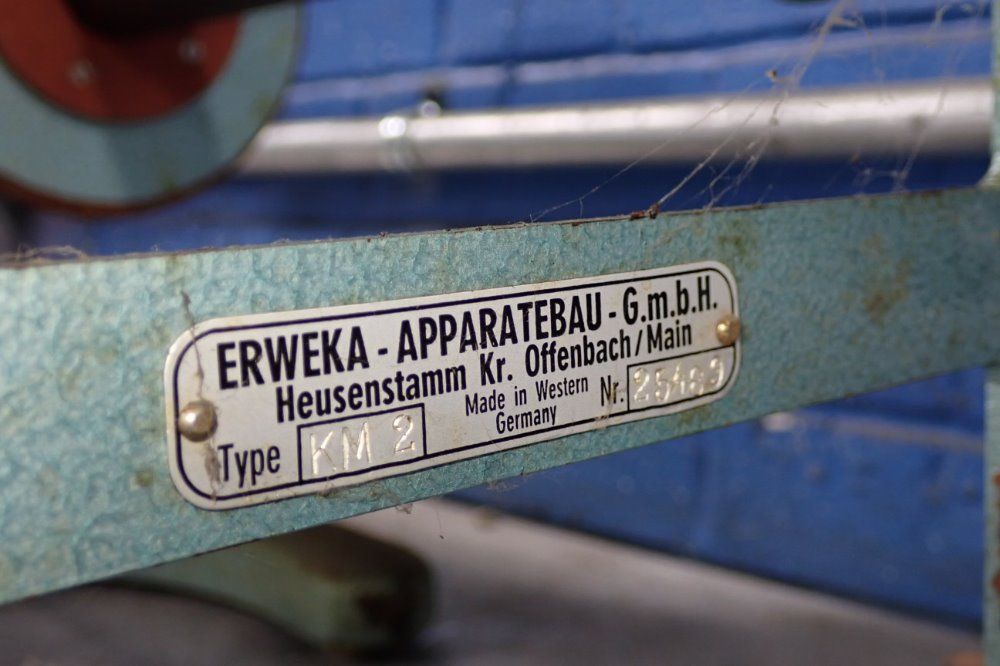 ERWEKA - APPARATEBAU - G.m.b.H.
Heusenstamm Kr. Offenbach/Main
Type KM 2 Made in Western Germany Nr.